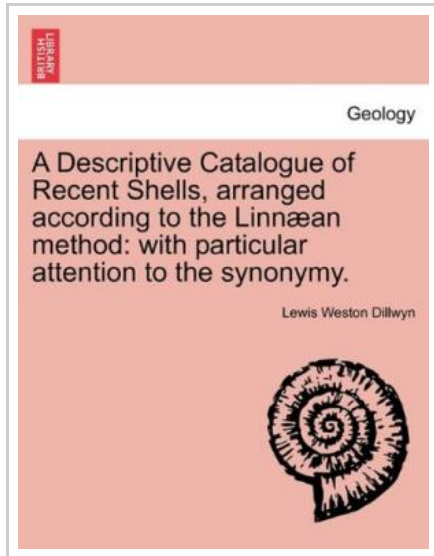 BRITISH
LIBRARY
Geology
A Descriptive Catalogue of
Recent Shells, arranged
according to the Linnæan
method: with particular
attention to the synonymy.
Lewis Weston Dillwyn